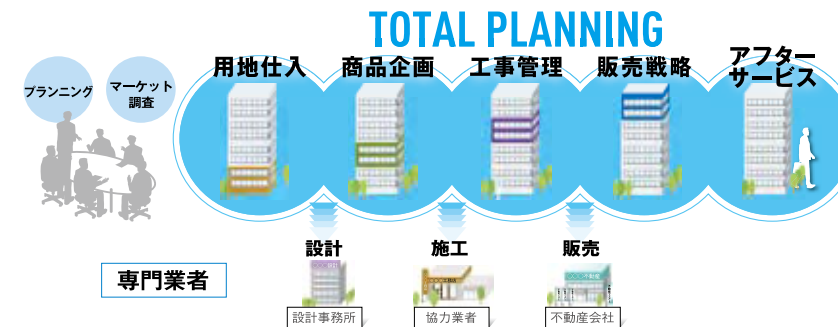 TOTAL PLANNING
プランニング
マーケット
調査
用地仕入
商品企画
工事管理
販売戦略
アフター
サービス
設計
施工
販売
専門業者
設計事務所
協力業者
不動産会社